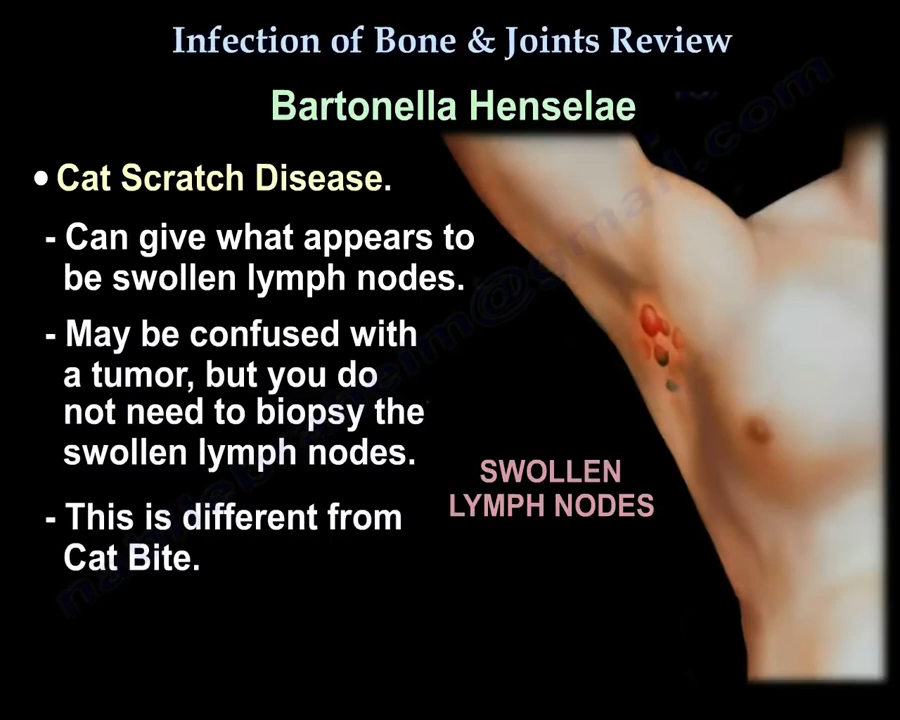 Infection of Bone & Joints Review
Bartonella Henselae
• Cat Scratch Disease.
- Can give what appears to
be swollen lymph nodes.
- May be confused with
a tumor, but you do
not need to biopsy the
swollen lymph nodes.
- This is different from
Cat Bite.
SWOLLEN
LYMPH NODES